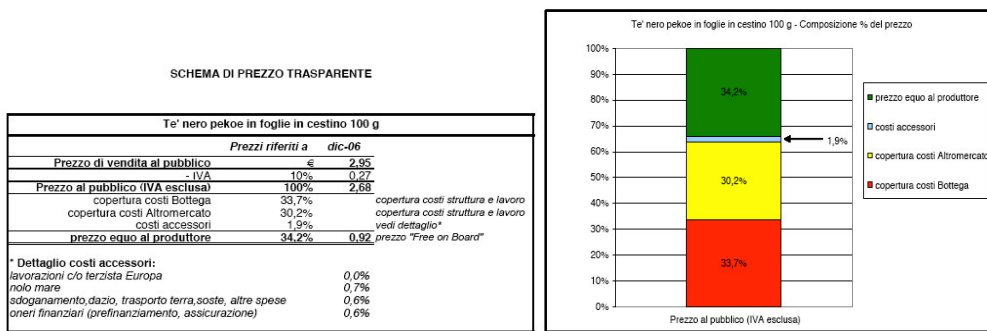 SCHEMA DI PREZZO TRASPARENTE
Te' nero pekoe in foglie in cestino 100 g
Prezzi riferiti a dic-06
Prezzo di vendita al pubblico € 2,95
- IVA 10% 0,27
Prezzo al pubblico (IVA esclusa) 100% 2,68
copertura costi Bottega 33,7% copertura costi struttura e lavoro
copertura costi Altromercato 30,2% copertura costi struttura e lavoro
costi accessori 1,9% vedi dettaglio*
prezzo equo al produttore 34,2% 0,92 prezzo "Free on Board"
* Dettaglio costi accessori:
lavorazioni c/o terzista Europa 0,0%
nolo mare 0,7%
sdoganamento,dazio, trasporto terra,soste, altre spese 0,6%
oneri finanziari (prefinanziamento, assicurazione) 0,6%
Te' nero pekoe in foglie in cestino 100 g - Composizione % del prezzo
100%
90%
80%
70%
60%
50%
40%
30%
20%
10%
0%
34,2%
1,9%
30,2%
33,7%
Prezzo al pubblico (IVA esclusa)
prezzo equo al produttore
costi accessori
copertura costi Altromercato
copertura costi Bottega